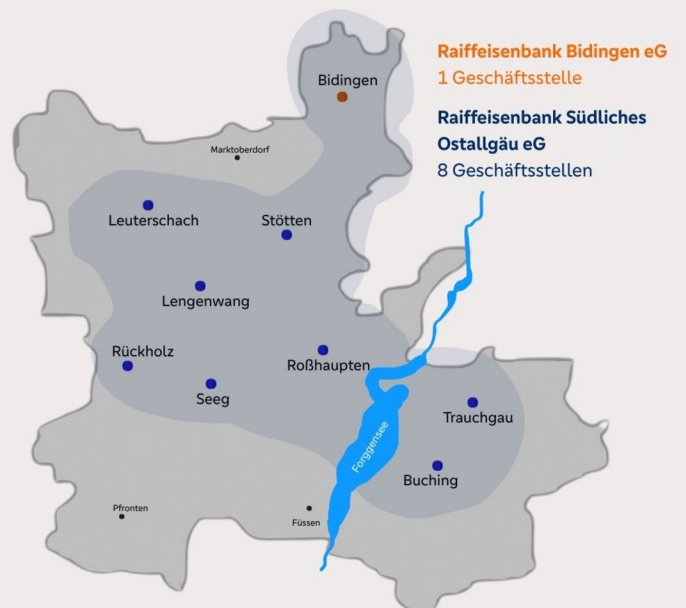 Raiffeisenbank Bidingen eG
1 Geschäftsstelle
Raiffeisenbank Südliches
Ostallgäu eG
8 Geschäftsstellen
Bidingen
Marktoberdorf
Leuterschach
Stötten
Lengenwang
Rückholz
Roßhaupten
Seeg
Trauchgau
Forggensee
Buching
Pfronten
Füssen